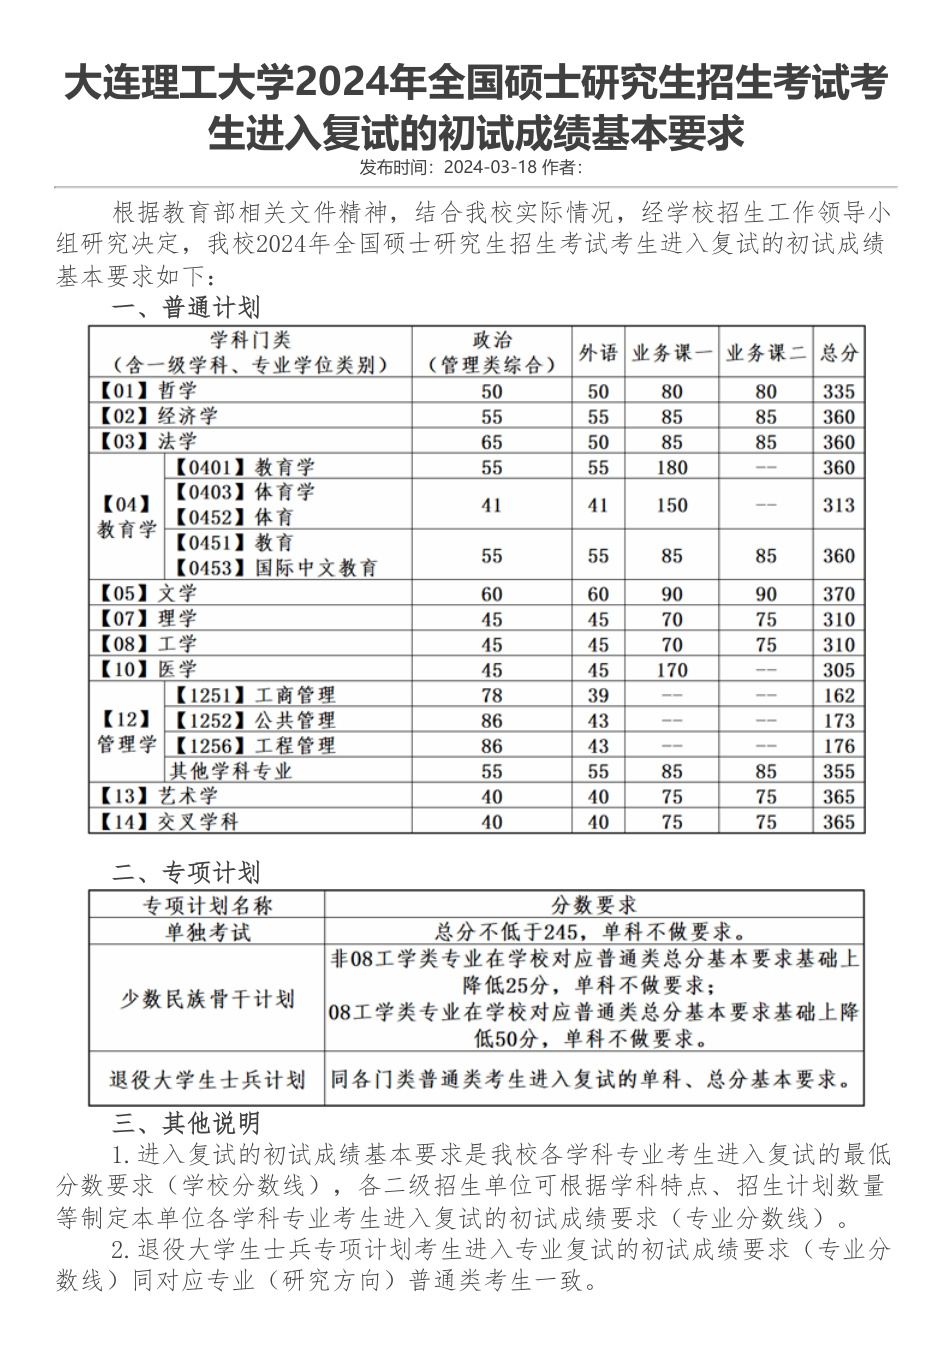 大连理工大学2024年全国硕士研究生招生考试考
生进入复试的初试成绩基本要求
发布时间：2024-03-18 作者：
根据教育部相关文件精神，结合我校实际情况，经学校招生工作领导小
组研究决定，我校2024年全国硕士研究生招生考试考生进入复试的初试成绩
基本要求如下：
一、普通计划
学科门类 （含一级学科、专业学位类别） 政治 （管理类综合） 外语 业务课一 业务课二 总分
【01】哲学 50 50 80 80 335
【02】经济学 55 55 85 85 360
【03】法学 65 50 85 85 360
【04】教育学 【0401】教育学 55 55 180 -- 360
【0403】体育学 【0452】体育 41 41 150 -- 313
【0451】教育 【0453】国际中文教育 55 55 85 85 360
【05】文学 60 60 90 90 370
【07】理学 45 45 70 75 310
【08】工学 45 45 70 75 310
【10】医学 45 45 170 -- 305
【12】管理学 【1251】工商管理 78 39 -- -- 162
【1252】公共管理 86 43 -- -- 173
【1256】工程管理 86 43 -- -- 176
其他学科专业 55 55 85 85 355
【13】艺术学 40 40 75 75 365
【14】交叉学科 40 40 75 75 365
二、专项计划
专项计划名称 分数要求
单独考试 总分不低于245，单科不做要求。
少数民族骨干计划 非08工学类专业在学校对应普通类总分基本要求基础上
降低25分，单科不做要求；
08工学类专业在学校对应普通类总分基本要求基础上降
低50分，单科不做要求。
退役大学生士兵计划 同各门类普通类考生进入复试的单科、总分基本要求。
三、其他说明
1.进入复试的初试成绩基本要求是我校各学科专业考生进入复试的最低
分数要求（学校分数线），各二级招生单位可根据学科特点、招生计划数量
等制定本单位各学科专业考生进入复试的初试成绩要求（专业分数线）。
2.退役大学生士兵专项计划考生进入专业复试的初试成绩要求（专业分
数线）同对应专业（研究方向）普通类考生一致。